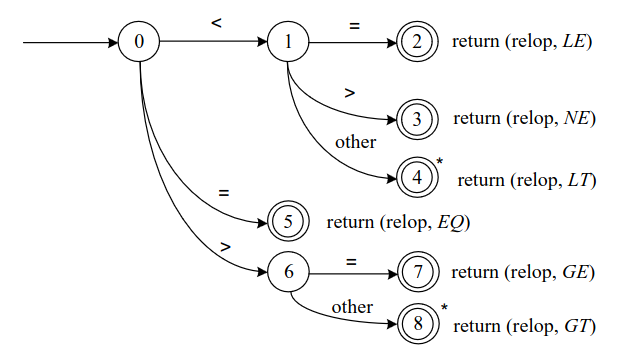 <
0
1
=
2
return (relop, LE)
>
3
return (relop, NE)
other
4
*
return (relop, LT)
=
5
return (relop, EQ)
>
6
=
7
return (relop, GE)
other
8
*
return (relop, GT)